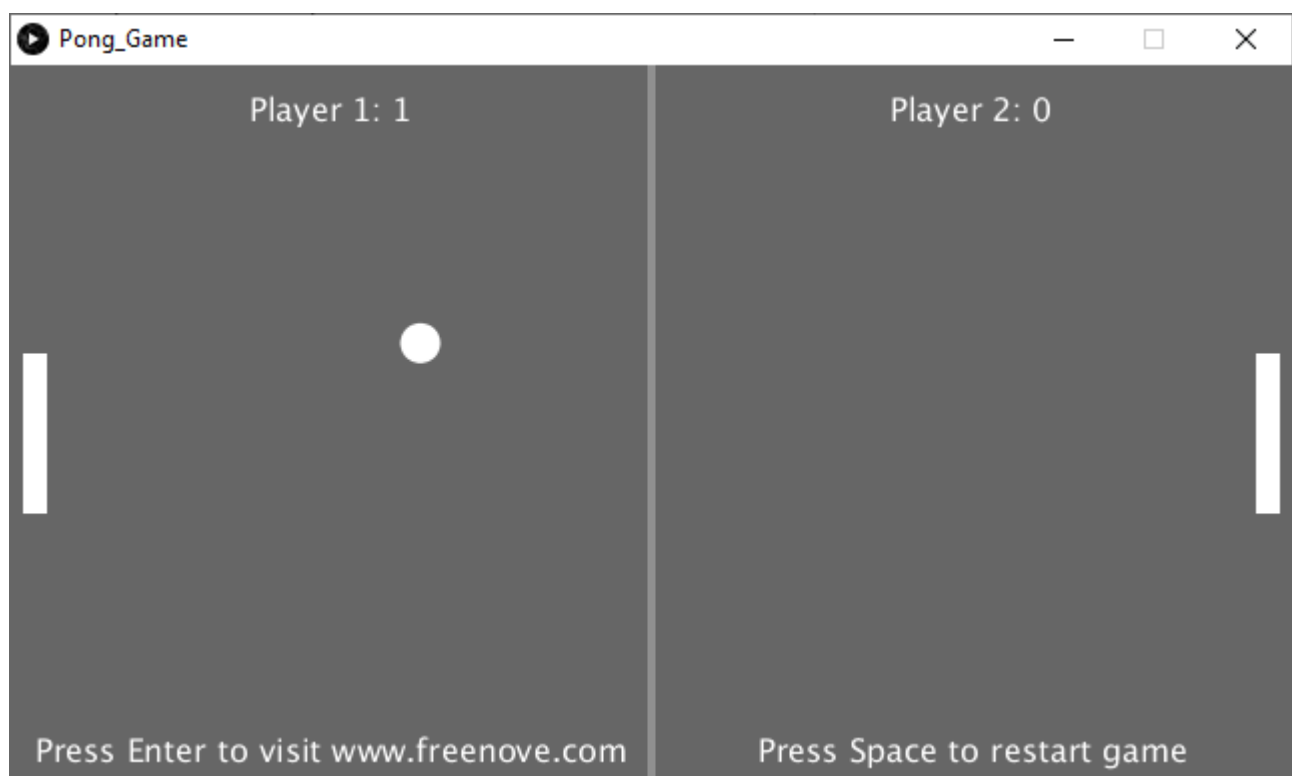 Pong_Game
Player 1: 1
Player 2: 0
Press Enter to visit www.freenove.com
Press Space to restart game